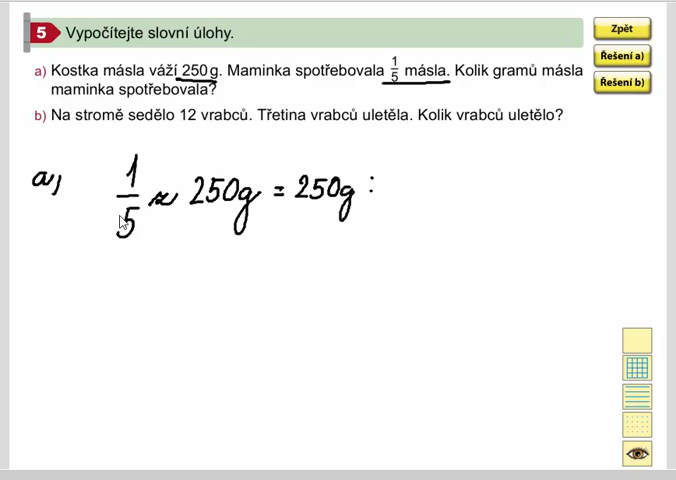 5 Vypočítejte slovní úlohy.
Zpět
Řešení a)
Řešení b)
a) Kostka másla váží 250 g. Maminka spotřebovala 1/5 másla. Kolik gramů másla
maminka spotřebovala?
b) Na stromě sedělo 12 vrabců. Třetina vrabců uletěla. Kolik vrabců uletělo?
a) 1/5 z 250g = 250g :